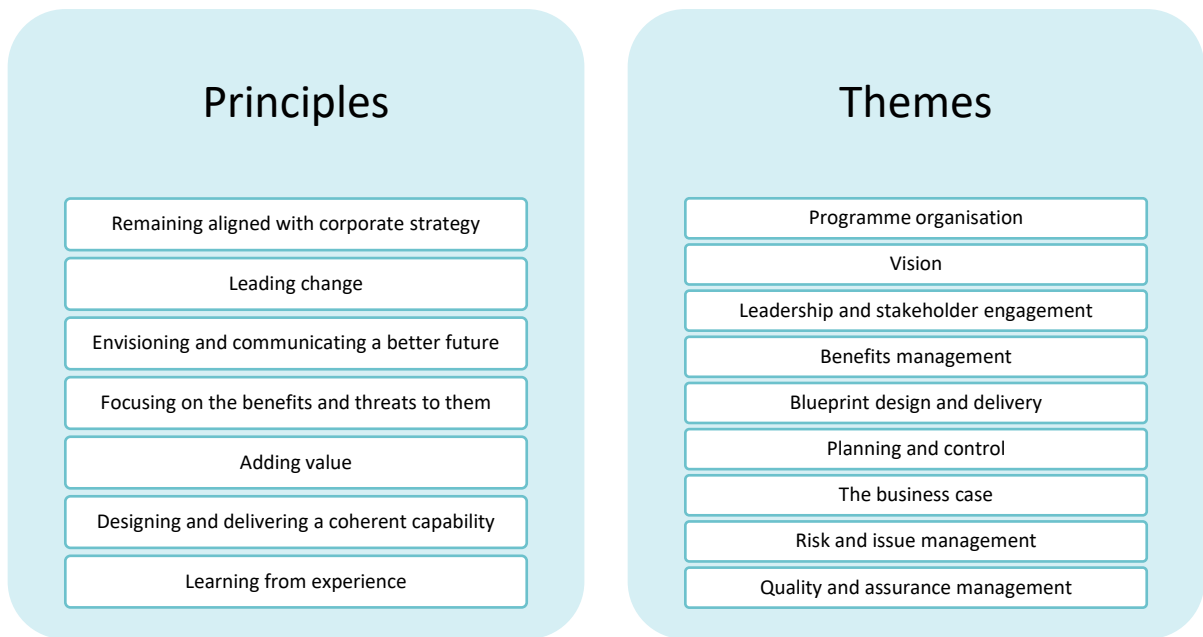 Principles
Remaining aligned with corporate strategy
Leading change
Envisioning and communicating a better future
Focusing on the benefits and threats to them
Adding value
Designing and delivering a coherent capability
Learning from experience
Themes
Programme organisation
Vision
Leadership and stakeholder engagement
Benefits management
Blueprint design and delivery
Planning and control
The business case
Risk and issue management
Quality and assurance management